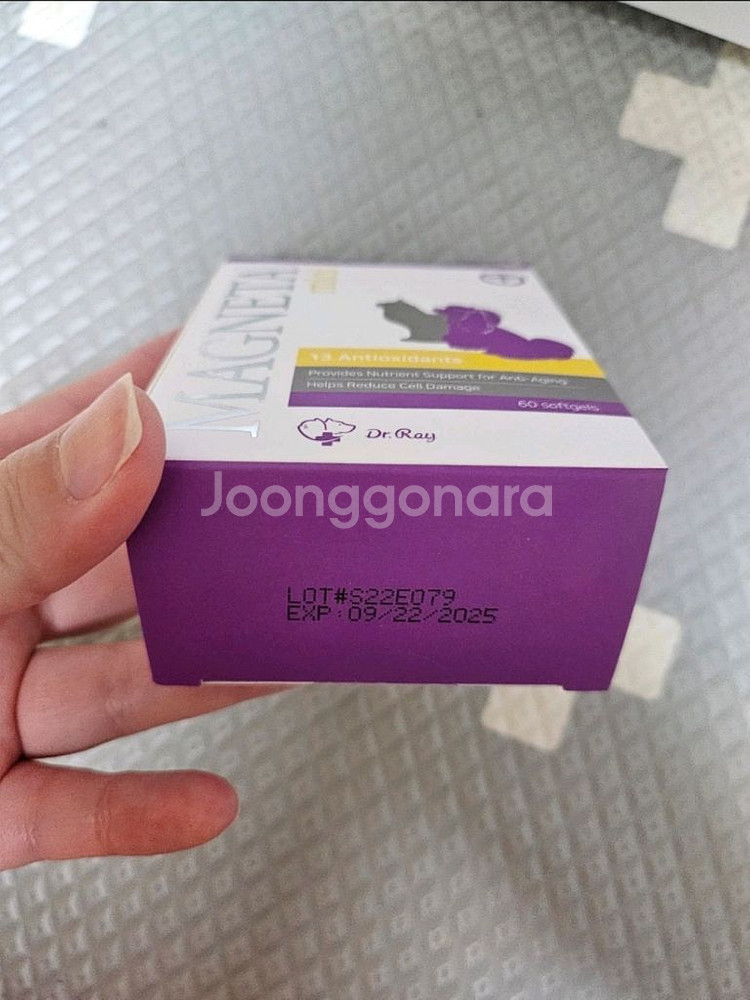 MAGNETA
13 Antioxidants
Provides Nutrient Support for Anti-Aging
Helps Reduce Cell Damage
60 softgels
Dr.Ray
Joonggonara
LOT#S22E079
EXP:09/22/2025